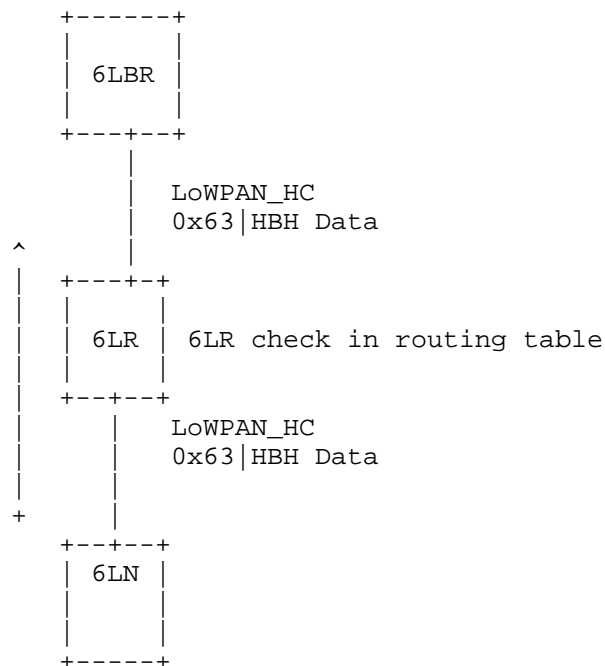 6LBR
LoWPAN_HC
0x63|HBH Data
6LR
6LR check in routing table
LoWPAN_HC
0x63|HBH Data
6LN